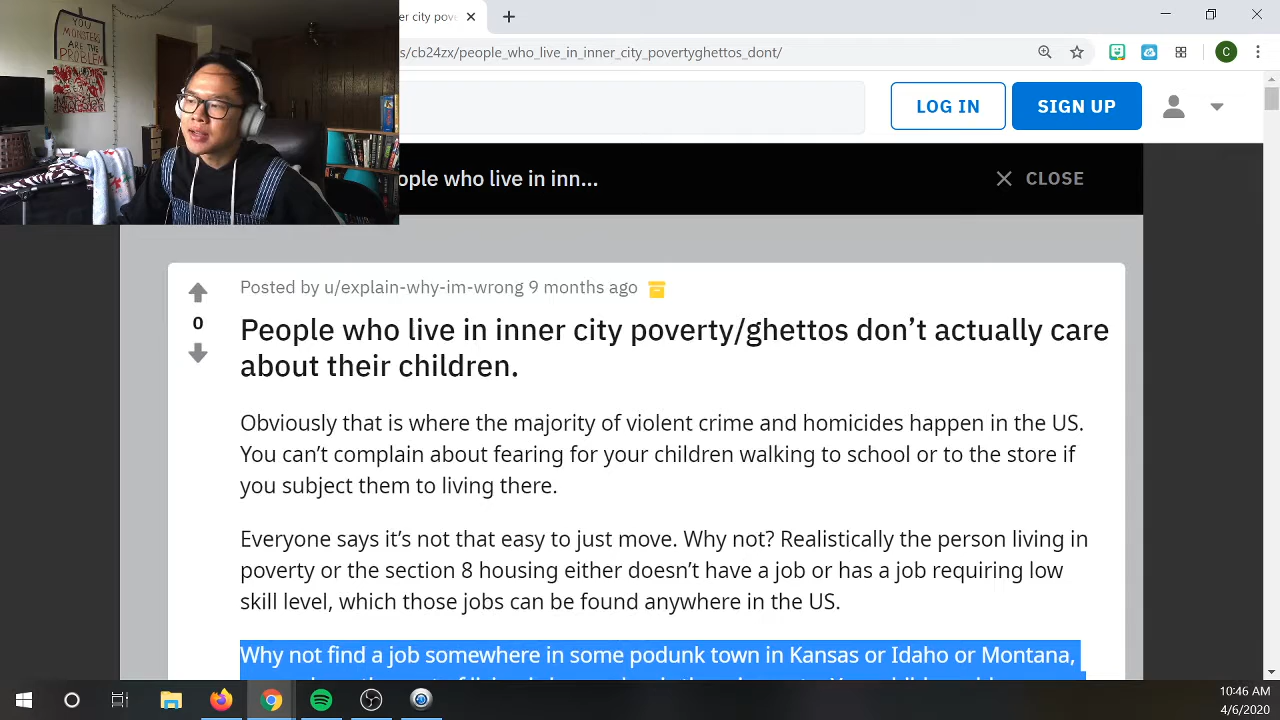 YOU
MONSTERS
ARE THE
PROBLEM
er city pov
s/cb24zx/people_who_live_in_inner_city_povertyghettos_dont/
C
LOG IN
SIGN UP
ople who live in inn...
CLOSE
Posted by u/explain-why-im-wrong 9 months ago
0
People who live in inner city poverty/ghettos don’t actually care
about their children.
Obviously that is where the majority of violent crime and homicides happen in the US.
You can’t complain about fearing for your children walking to school or to the store if
you subject them to living there.
Everyone says it’s not that easy to just move. Why not? Realistically the person living in
poverty or the section 8 housing either doesn’t have a job or has a job requiring low
skill level, which those jobs can be found anywhere in the US.
Why not find a job somewhere in some podunk town in Kansas or Idaho or Montana,
10:46 AM
4/6/2020